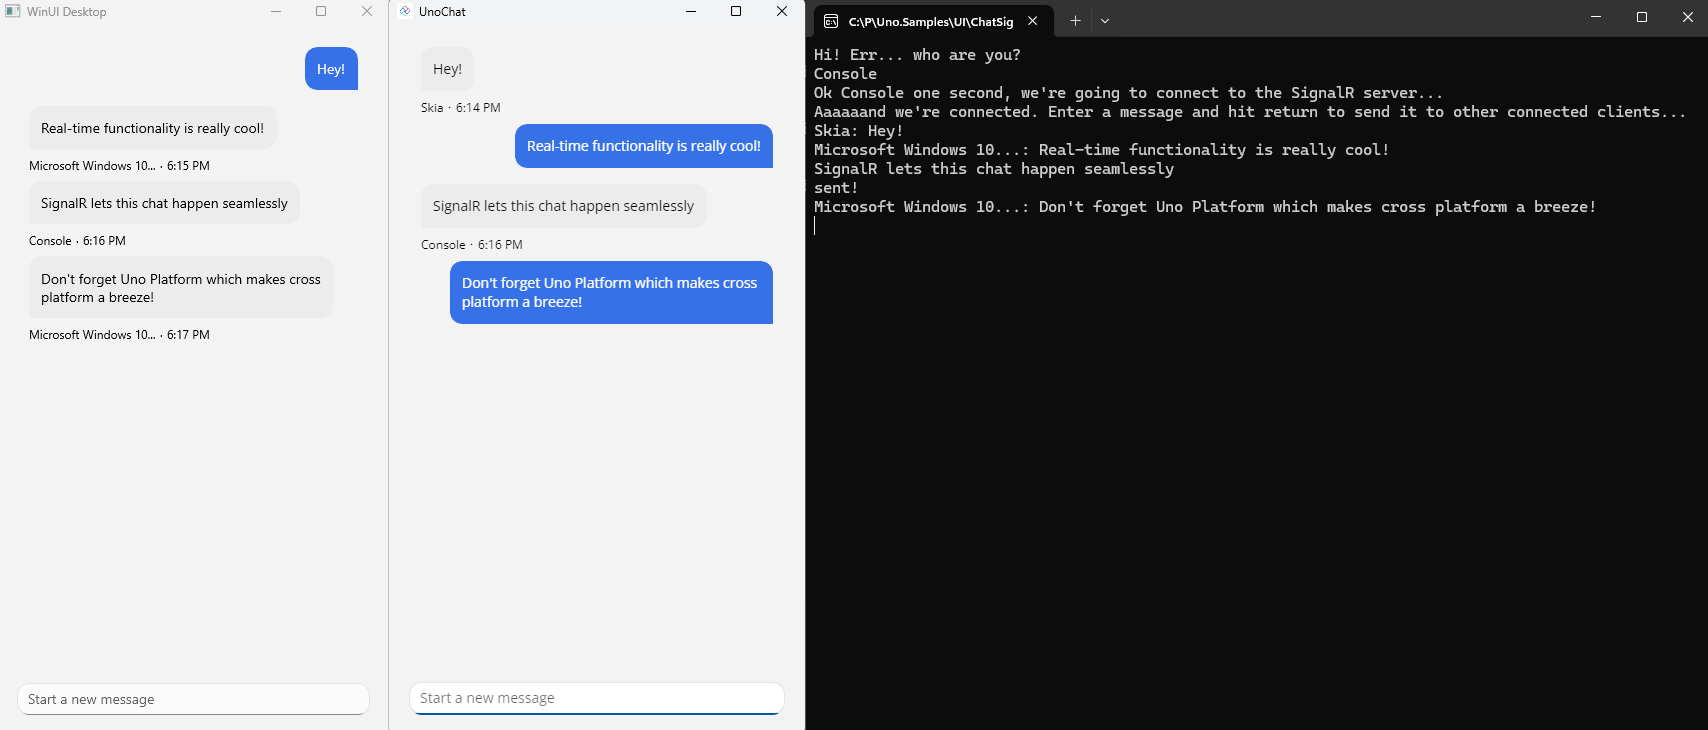 WinUI Desktop
Hey!
Real-time functionality is really cool!
Microsoft Windows 10... · 6:15 PM
SignalR lets this chat happen seamlessly
Console · 6:16 PM
Don't forget Uno Platform which makes cross
platform a breeze!
Microsoft Windows 10... · 6:17 PM
Start a new message
UnoChat
Hey!
Skia · 6:14 PM
Real-time functionality is really cool!
SignalR lets this chat happen seamlessly
Console · 6:16 PM
Don't forget Uno Platform which makes cross
platform a breeze!
Start a new message
C:\P\Uno.Samples\UI\ChatSig
Hi! Err... who are you?
Console
Ok Console one second, we're going to connect to the SignalR server...
Aaaaaand we're connected. Enter a message and hit return to send it to other connected clients...
Skia: Hey!
Microsoft Windows 10...: Real-time functionality is really cool!
SignalR lets this chat happen seamlessly
sent!
Microsoft Windows 10...: Don't forget Uno Platform which makes cross platform a breeze!